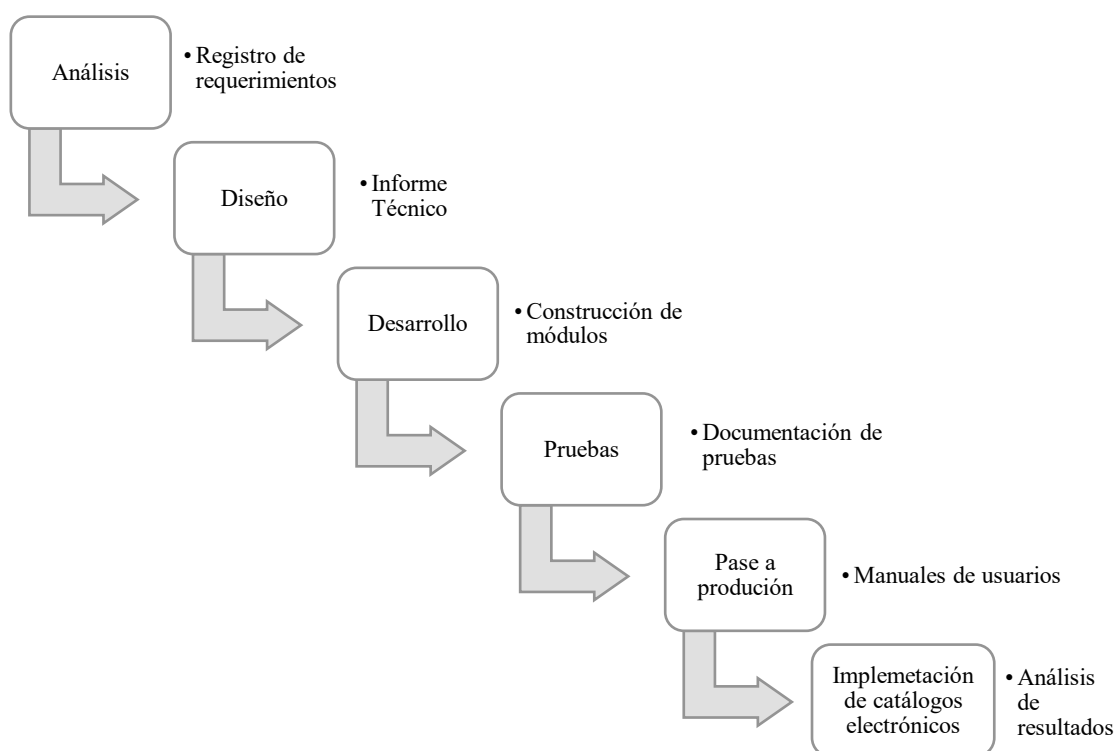 Análisis
• Registro de
requerimientos
Diseño
• Informe
Técnico
Desarrollo
• Construcción de
módulos
Pruebas
• Documentación de
pruebas
Pase a
produción
• Manuales de usuarios
Implemetación
de catálogos
electrónicos
• Análisis
de
resultados